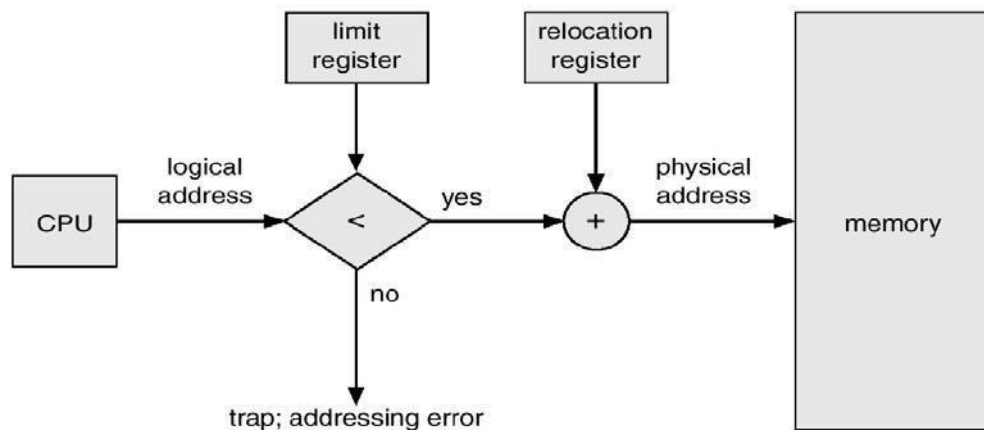 limit
register
relocation
register
logical
address
physical
address
CPU
<
yes
+
memory
no
trap; addressing error